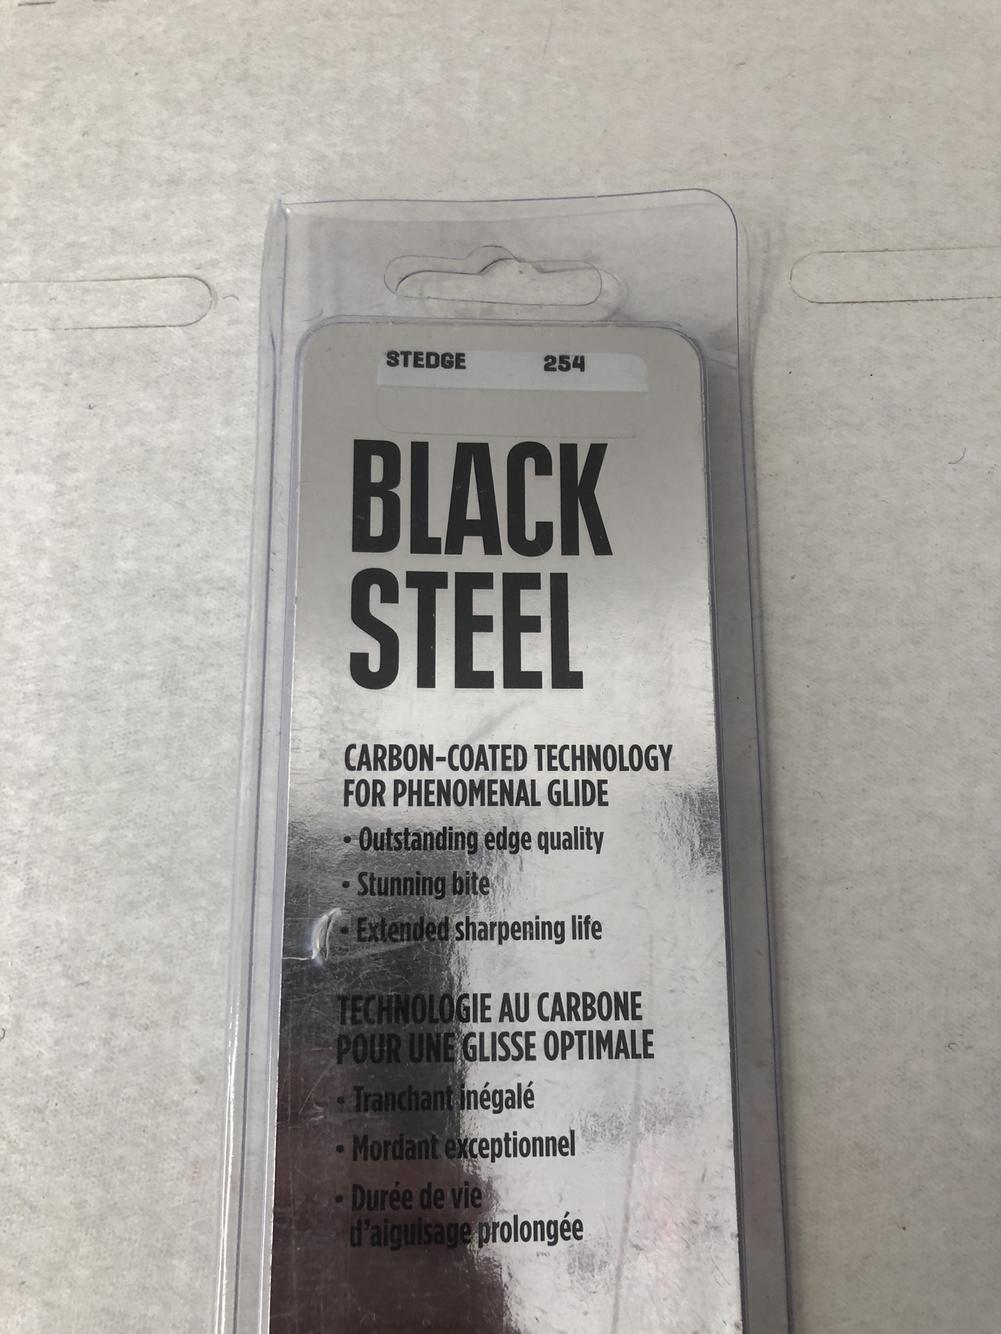 STEDGE 254
BLACK
STEEL
CARBON-COATED TECHNOLOGY
FOR PHENOMENAL GLIDE
• Outstanding edge quality
• Stunning bite
• Extended sharpening life
TECHNOLOGIE AU CARBONE
POUR UNE GLISSE OPTIMALE
• Tranchant inégalé
• Mordant exceptionnel
• Durée de vie
d'aiguisage prolongée